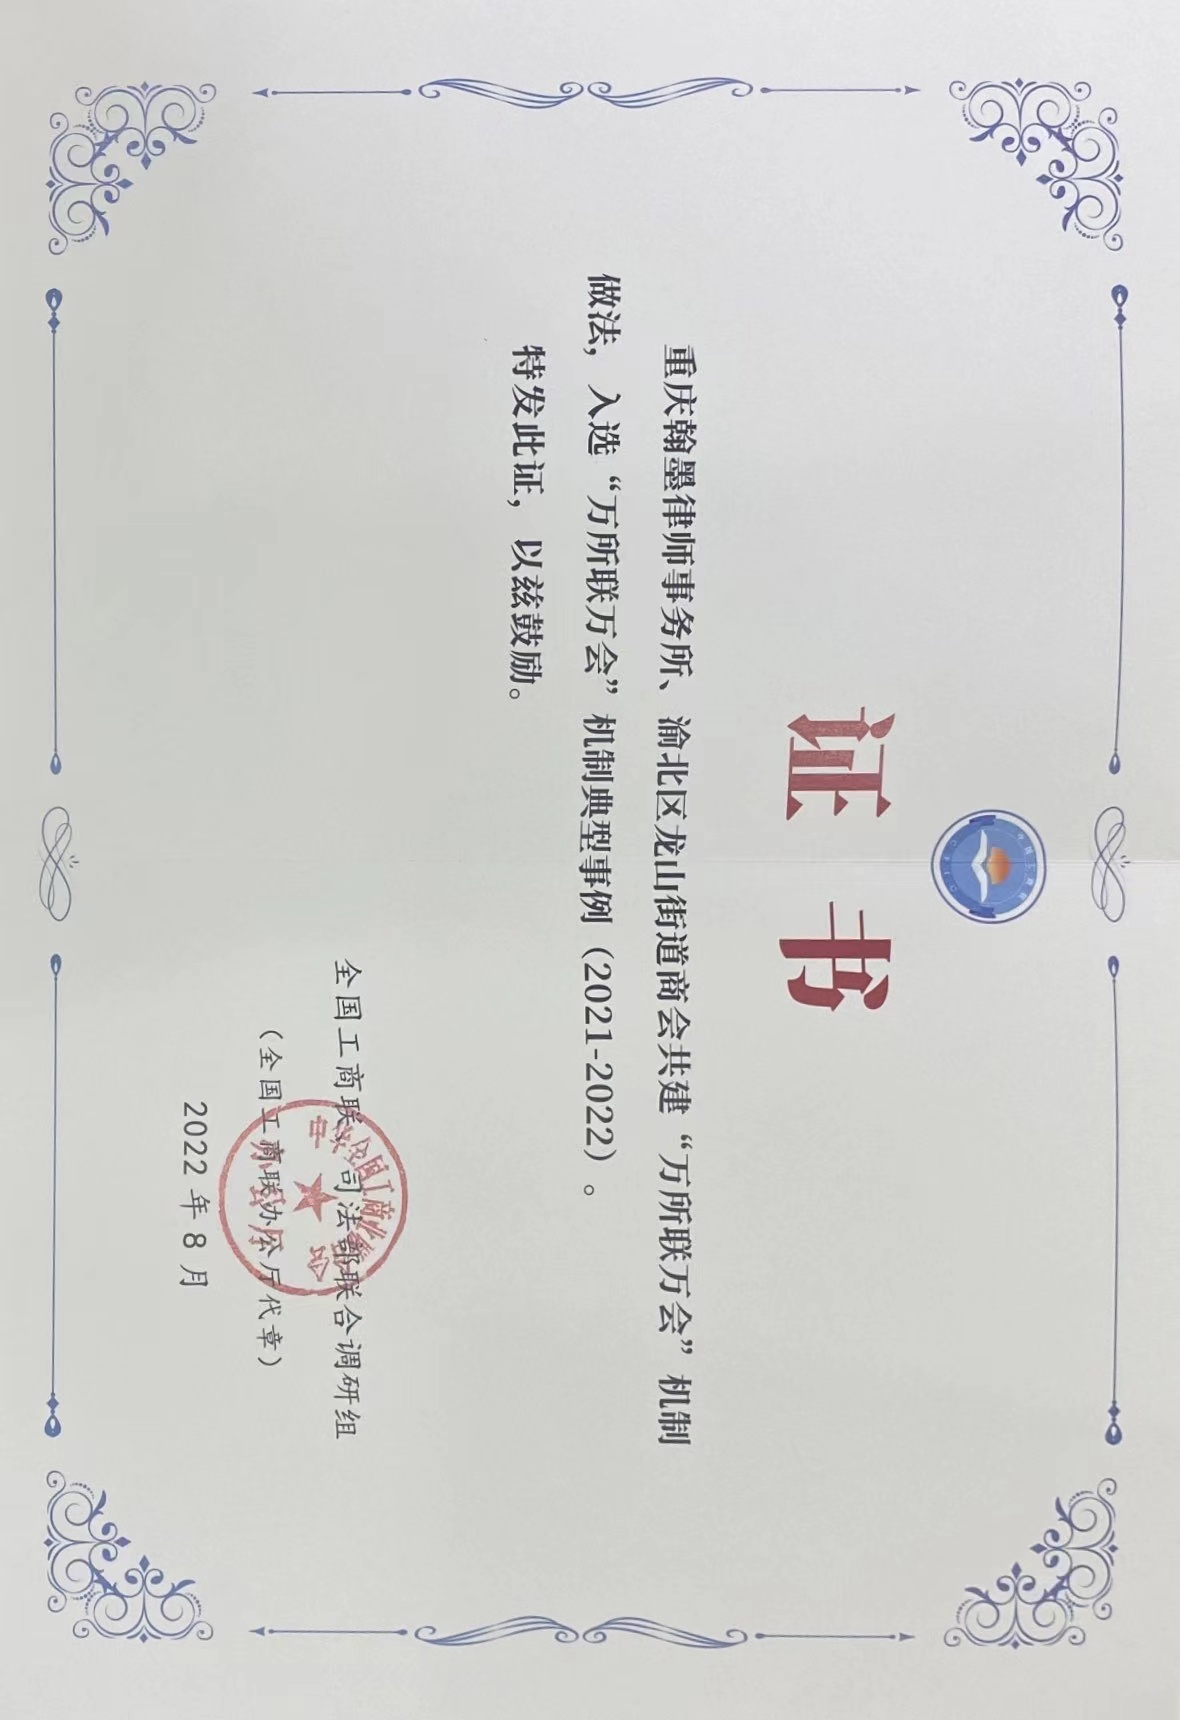 证书
重庆翰墨律师事务所、渝北区龙山街道商会共建“万所联万会”机制
做法，入选“万所联万会”机制典型事例（2021-2022）。
特发此证，以兹鼓励。
全国工商联 司法部联合调研组
（全国工商联办公厅代章）
2022年8月